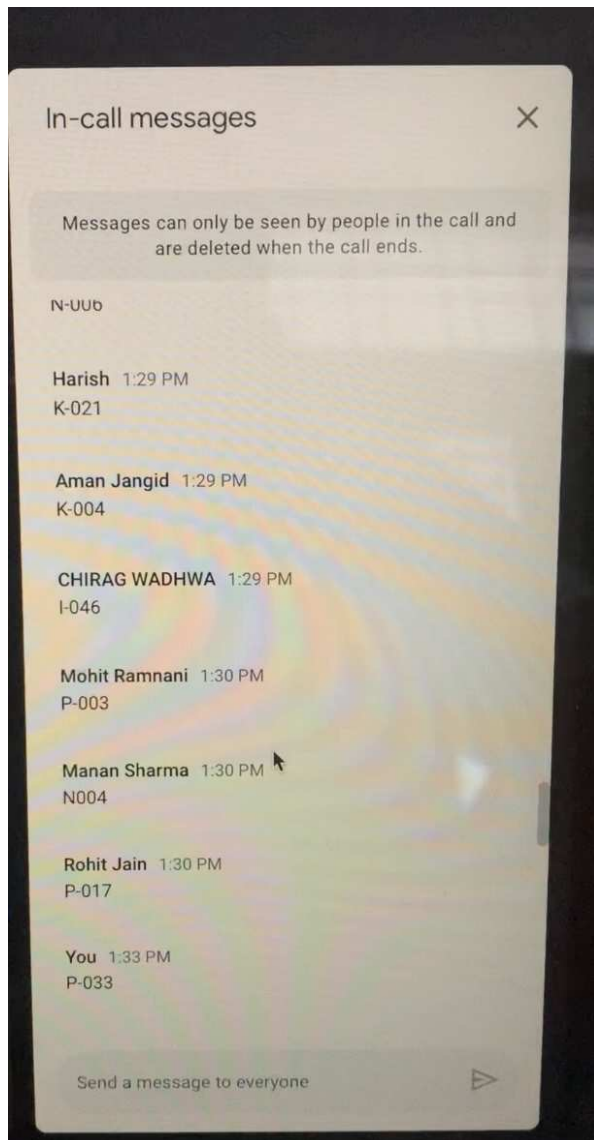 In-call messages
Messages can only be seen by people in the call and
are deleted when the call ends.
N-006
Harish 1:29 PM
K-021
Aman Jangid 1:29 PM
K-004
CHIRAG WADHWA 1:29 PM
I-046
Mohit Ramnani 1:30 PM
P-003
Manan Sharma 1:30 PM
N004
Rohit Jain 1:30 PM
P-017
You 1:33 PM
P-033
Send a message to everyone